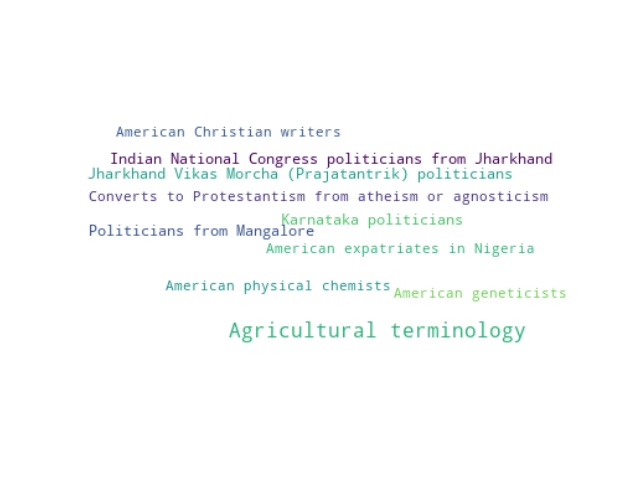 American Christian writers
Indian National Congress politicians from Jharkhand
Jharkhand Vikas Morcha (Prajatantrik) politicians
Converts to Protestantism from atheism or agnosticism
Karnataka politicians
Politicians from Mangalore
American expatriates in Nigeria
American physical chemists
American geneticists
Agricultural terminology